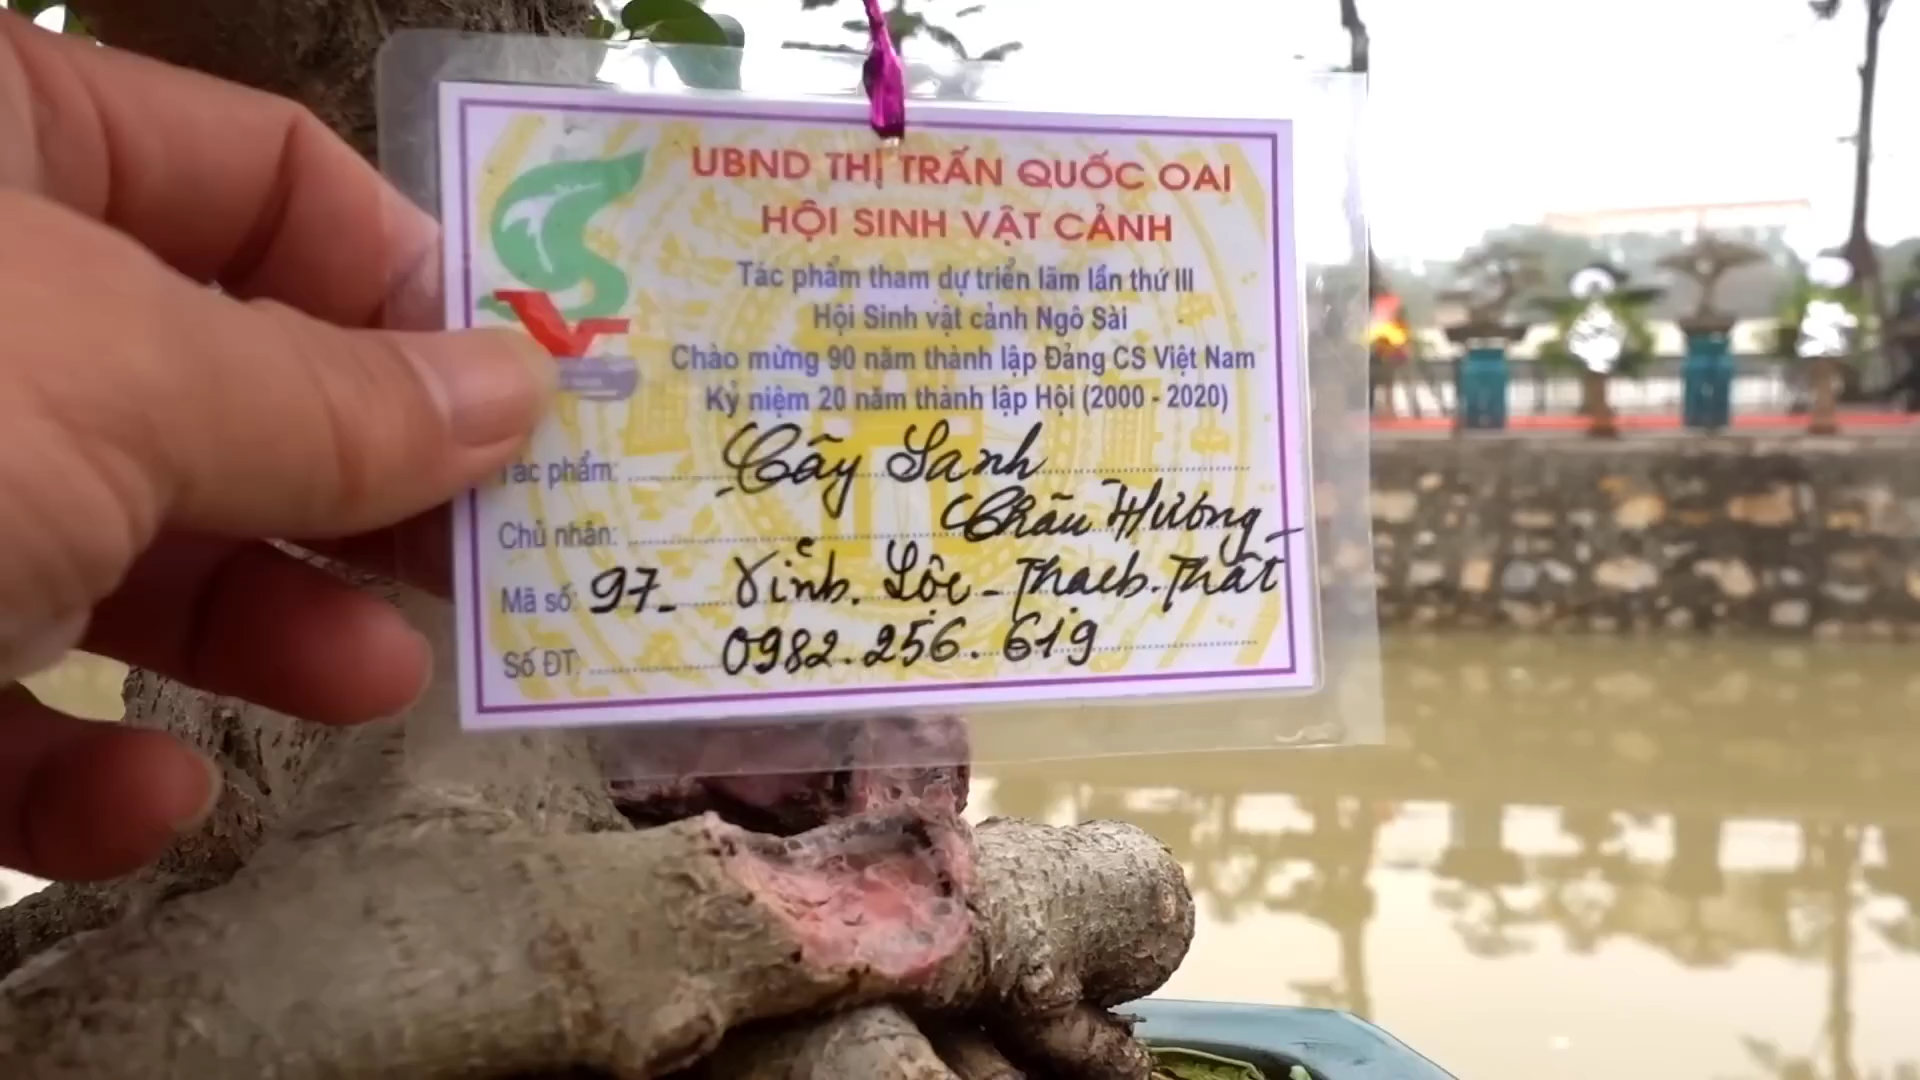 UBND THỊ TRẤN QUỐC OAI
HỘI SINH VẬT CẢNH
Tác phẩm tham dự triển lãm lần thứ III
Hội Sinh vật cảnh Ngô Sài
Chào mừng 90 năm thành lập Đảng CS Việt Nam
Kỷ niệm 20 năm thành lập Hội (2000 - 2020)
Tác phẩm: Cây Sanh
Chủ nhân: Chấu Hương
Mã số: 97- Vĩnh. Lộc - Thạch. Thất
Số ĐT: 0982.256.619